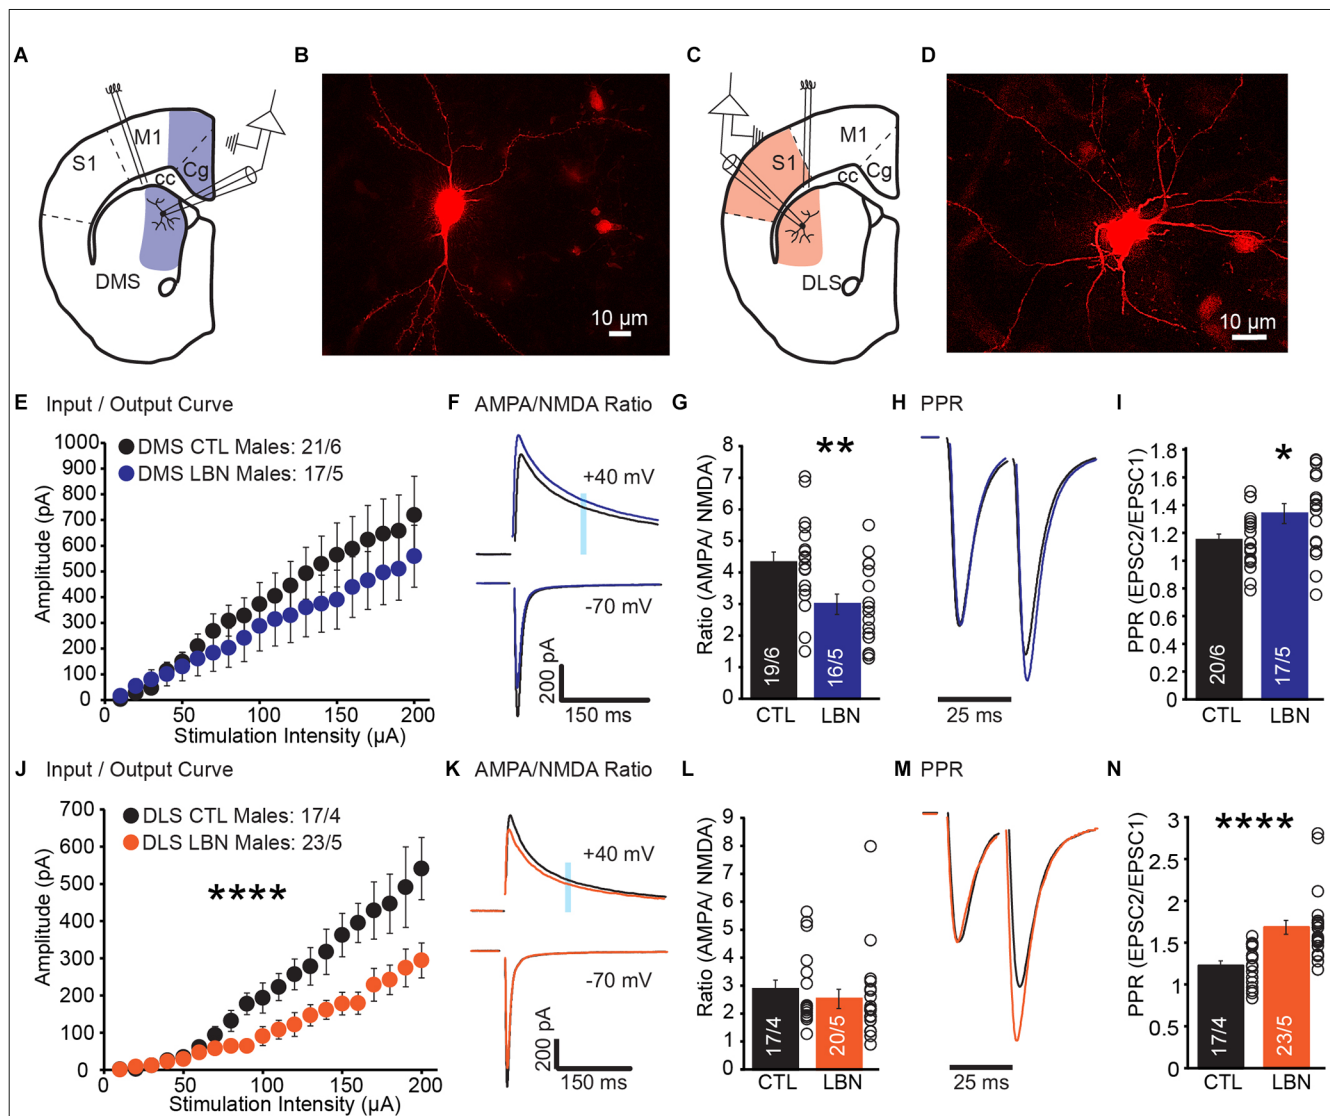 A
B
C
D
M1
S1
Cg
cc
DMS
10 µm
M1
S1
Cg
cc
DLS
10 µm
E Input / Output Curve
DMS CTL Males: 21/6
DMS LBN Males: 17/5
Amplitude (pA)
1000
900
800
700
600
500
400
300
200
100
0
0 50 100 150 200
Stimulation Intensity (µA)
F AMPA/NMDA Ratio
+40 mV
-70 mV
200 pA
150 ms
G
**
Ratio (AMPA/ NMDA)
8
7
6
5
4
3
2
1
0
19/6
16/5
CTL LBN
H PPR
25 ms
I
*
PPR (EPSC2/EPSC1)
1.8
1.6
1.4
1.2
1
0.8
0.6
0.4
0.2
0
20/6
17/5
CTL LBN
J Input / Output Curve
DLS CTL Males: 17/4
DLS LBN Males: 23/5
****
Amplitude (pA)
700
600
500
400
300
200
100
0
0 50 100 150 200
Stimulation Intensity (µA)
K AMPA/NMDA Ratio
+40 mV
-70 mV
200 pA
150 ms
L
Ratio (AMPA/ NMDA)
9
8
7
6
5
4
3
2
1
0
17/4
20/5
CTL LBN
M PPR
25 ms
N
****
PPR (EPSC2/EPSC1)
3
2.5
2
1.5
1
0.5
0
17/4
23/5
CTL LBN